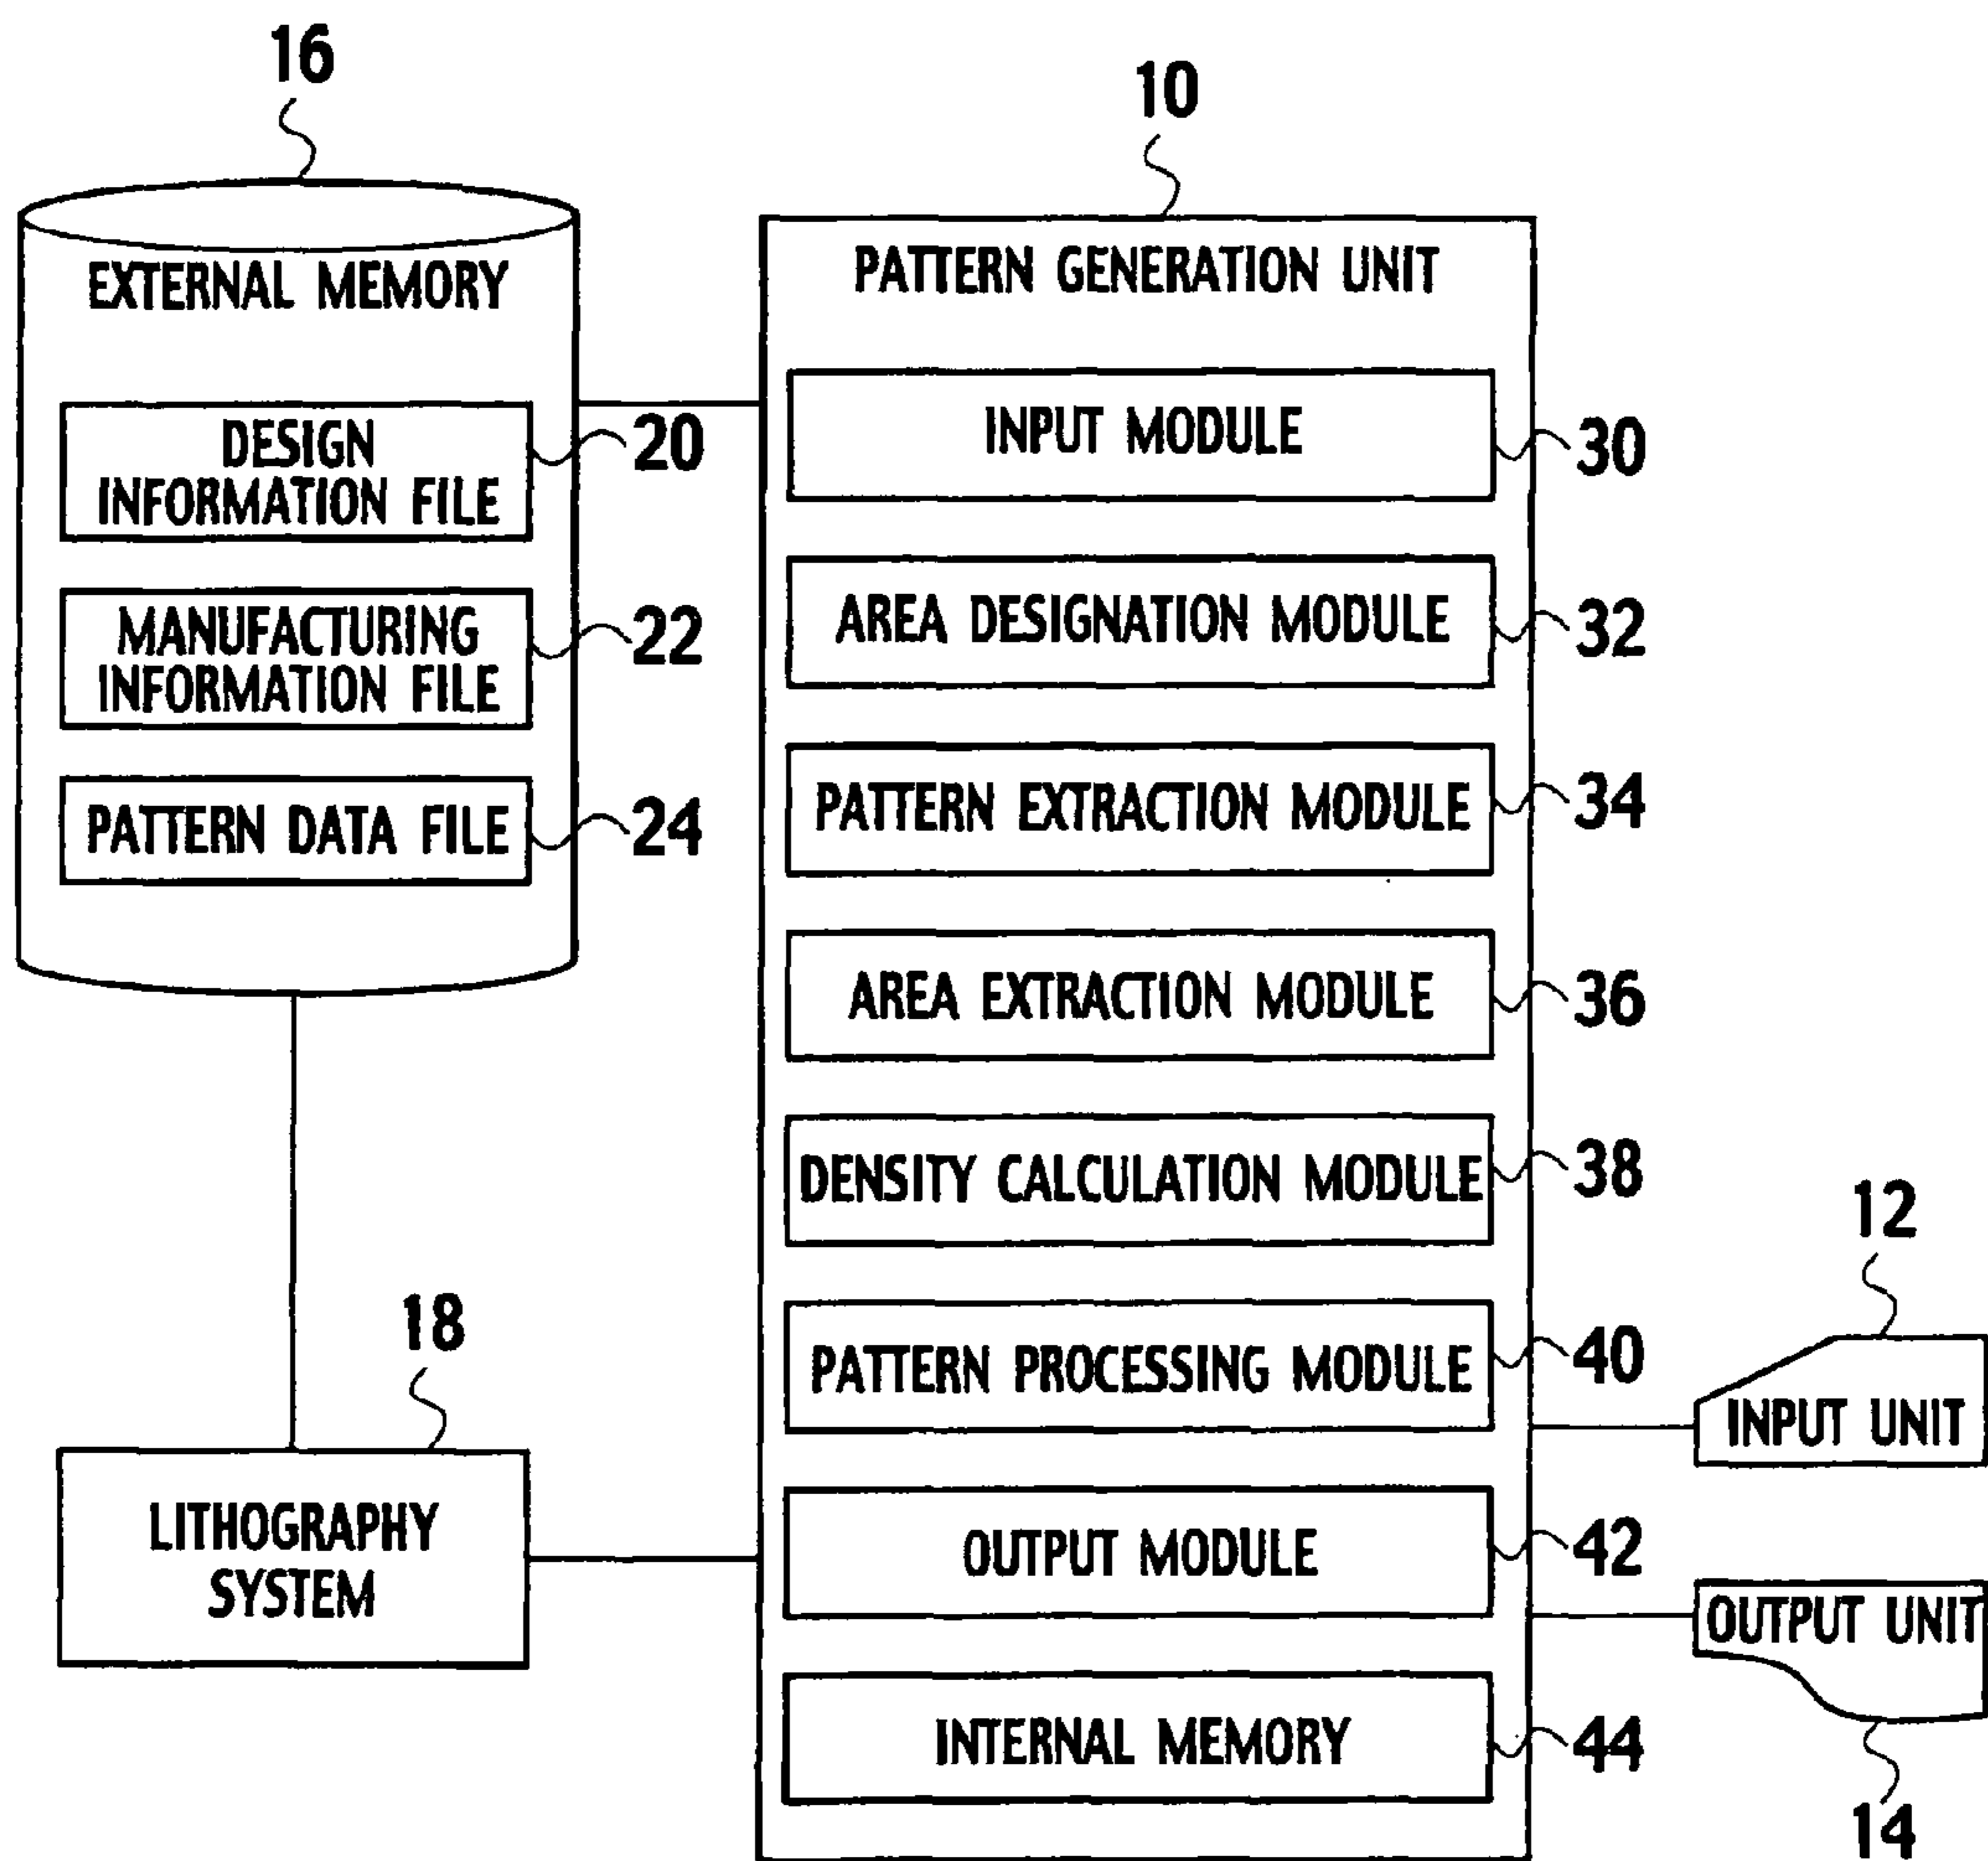 16
EXTERNAL MEMORY
DESIGN
INFORMATION FILE
20
MANUFACTURING
INFORMATION FILE
22
PATTERN DATA FILE
24
10
PATTERN GENERATION UNIT
INPUT MODULE
30
AREA DESIGNATION MODULE
32
PATTERN EXTRACTION MODULE
34
AREA EXTRACTION MODULE
36
DENSITY CALCULATION MODULE
38
PATTERN PROCESSING MODULE
40
OUTPUT MODULE
42
INTERNAL MEMORY
44
18
LITHOGRAPHY
SYSTEM
12
INPUT UNIT
OUTPUT UNIT
14